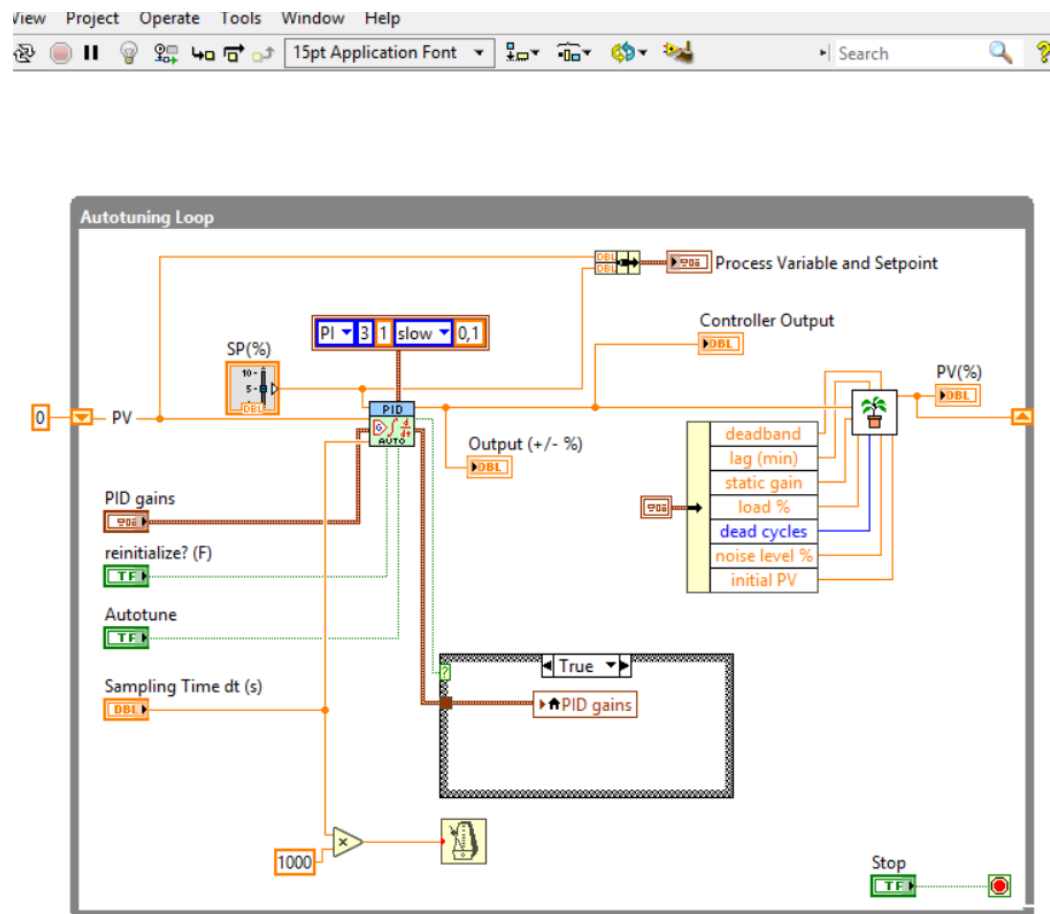 View Project Operate Tools Window Help
15pt Application Font
Search
?
Autotuning Loop
DBL
DBL
Process Variable and Setpoint
PI 3 1 slow 0,1
Controller Output
DBL
SP(%)
10
5
DBL
PV(%)
DBL
0
PV
PID
AUTO
Output (+/- %)
DBL
deadband
lag (min)
static gain
load %
dead cycles
noise level %
initial PV
PID gains
reinitialize? (F)
TF
Autotune
TF
True
?
Sampling Time dt (s)
DBL
PID gains
1000
×
Stop
TF